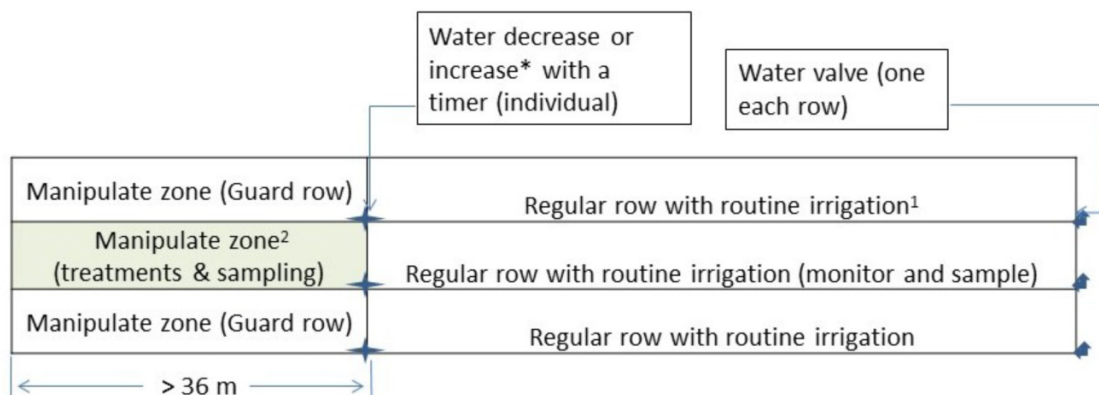 Water decrease or
increase* with a
timer (individual)
Water valve (one
each row)
Manipulate zone (Guard row)
Regular row with routine irrigation¹
Manipulate zone²
(treatments & sampling)
Regular row with routine irrigation (monitor and sample)
Manipulate zone (Guard row)
Regular row with routine irrigation
> 36 m